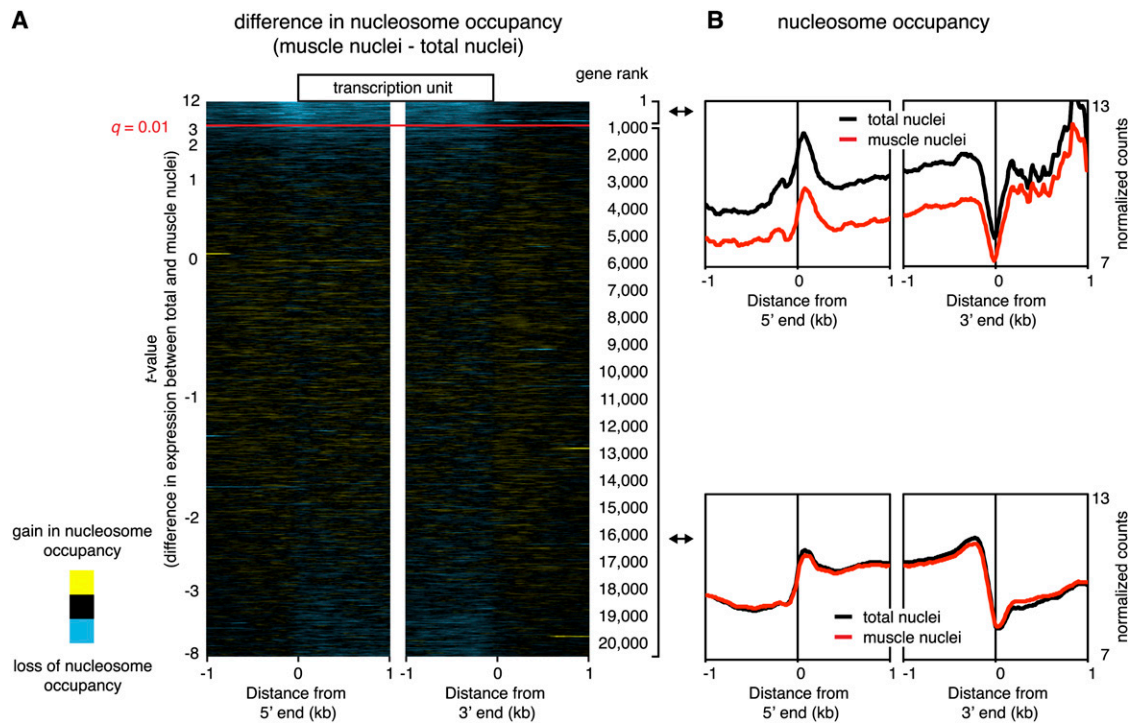 A
difference in nucleosome occupancy
(muscle nuclei - total nuclei)
transcription unit
gene rank
q = 0.01
t-value
(difference in expression between total and muscle nuclei)
12
3
2
1
0
-1
-2
-3
-8
1
1,000
2,000
3,000
4,000
5,000
6,000
7,000
8,000
9,000
10,000
11,000
12,000
13,000
14,000
15,000
16,000
17,000
18,000
19,000
20,000
gain in nucleosome
occupancy
loss of nucleosome
occupancy
-1 0 1 -1 0 1
Distance from
5’ end (kb)
Distance from
3’ end (kb)
B
nucleosome occupancy
total nuclei
muscle nuclei
13
normalized counts
7
-1 0 1 -1 0 1
Distance from
5’ end (kb)
Distance from
3’ end (kb)
13
normalized counts
7
total nuclei
muscle nuclei
-1 0 1 -1 0 1
Distance from
5’ end (kb)
Distance from
3’ end (kb)